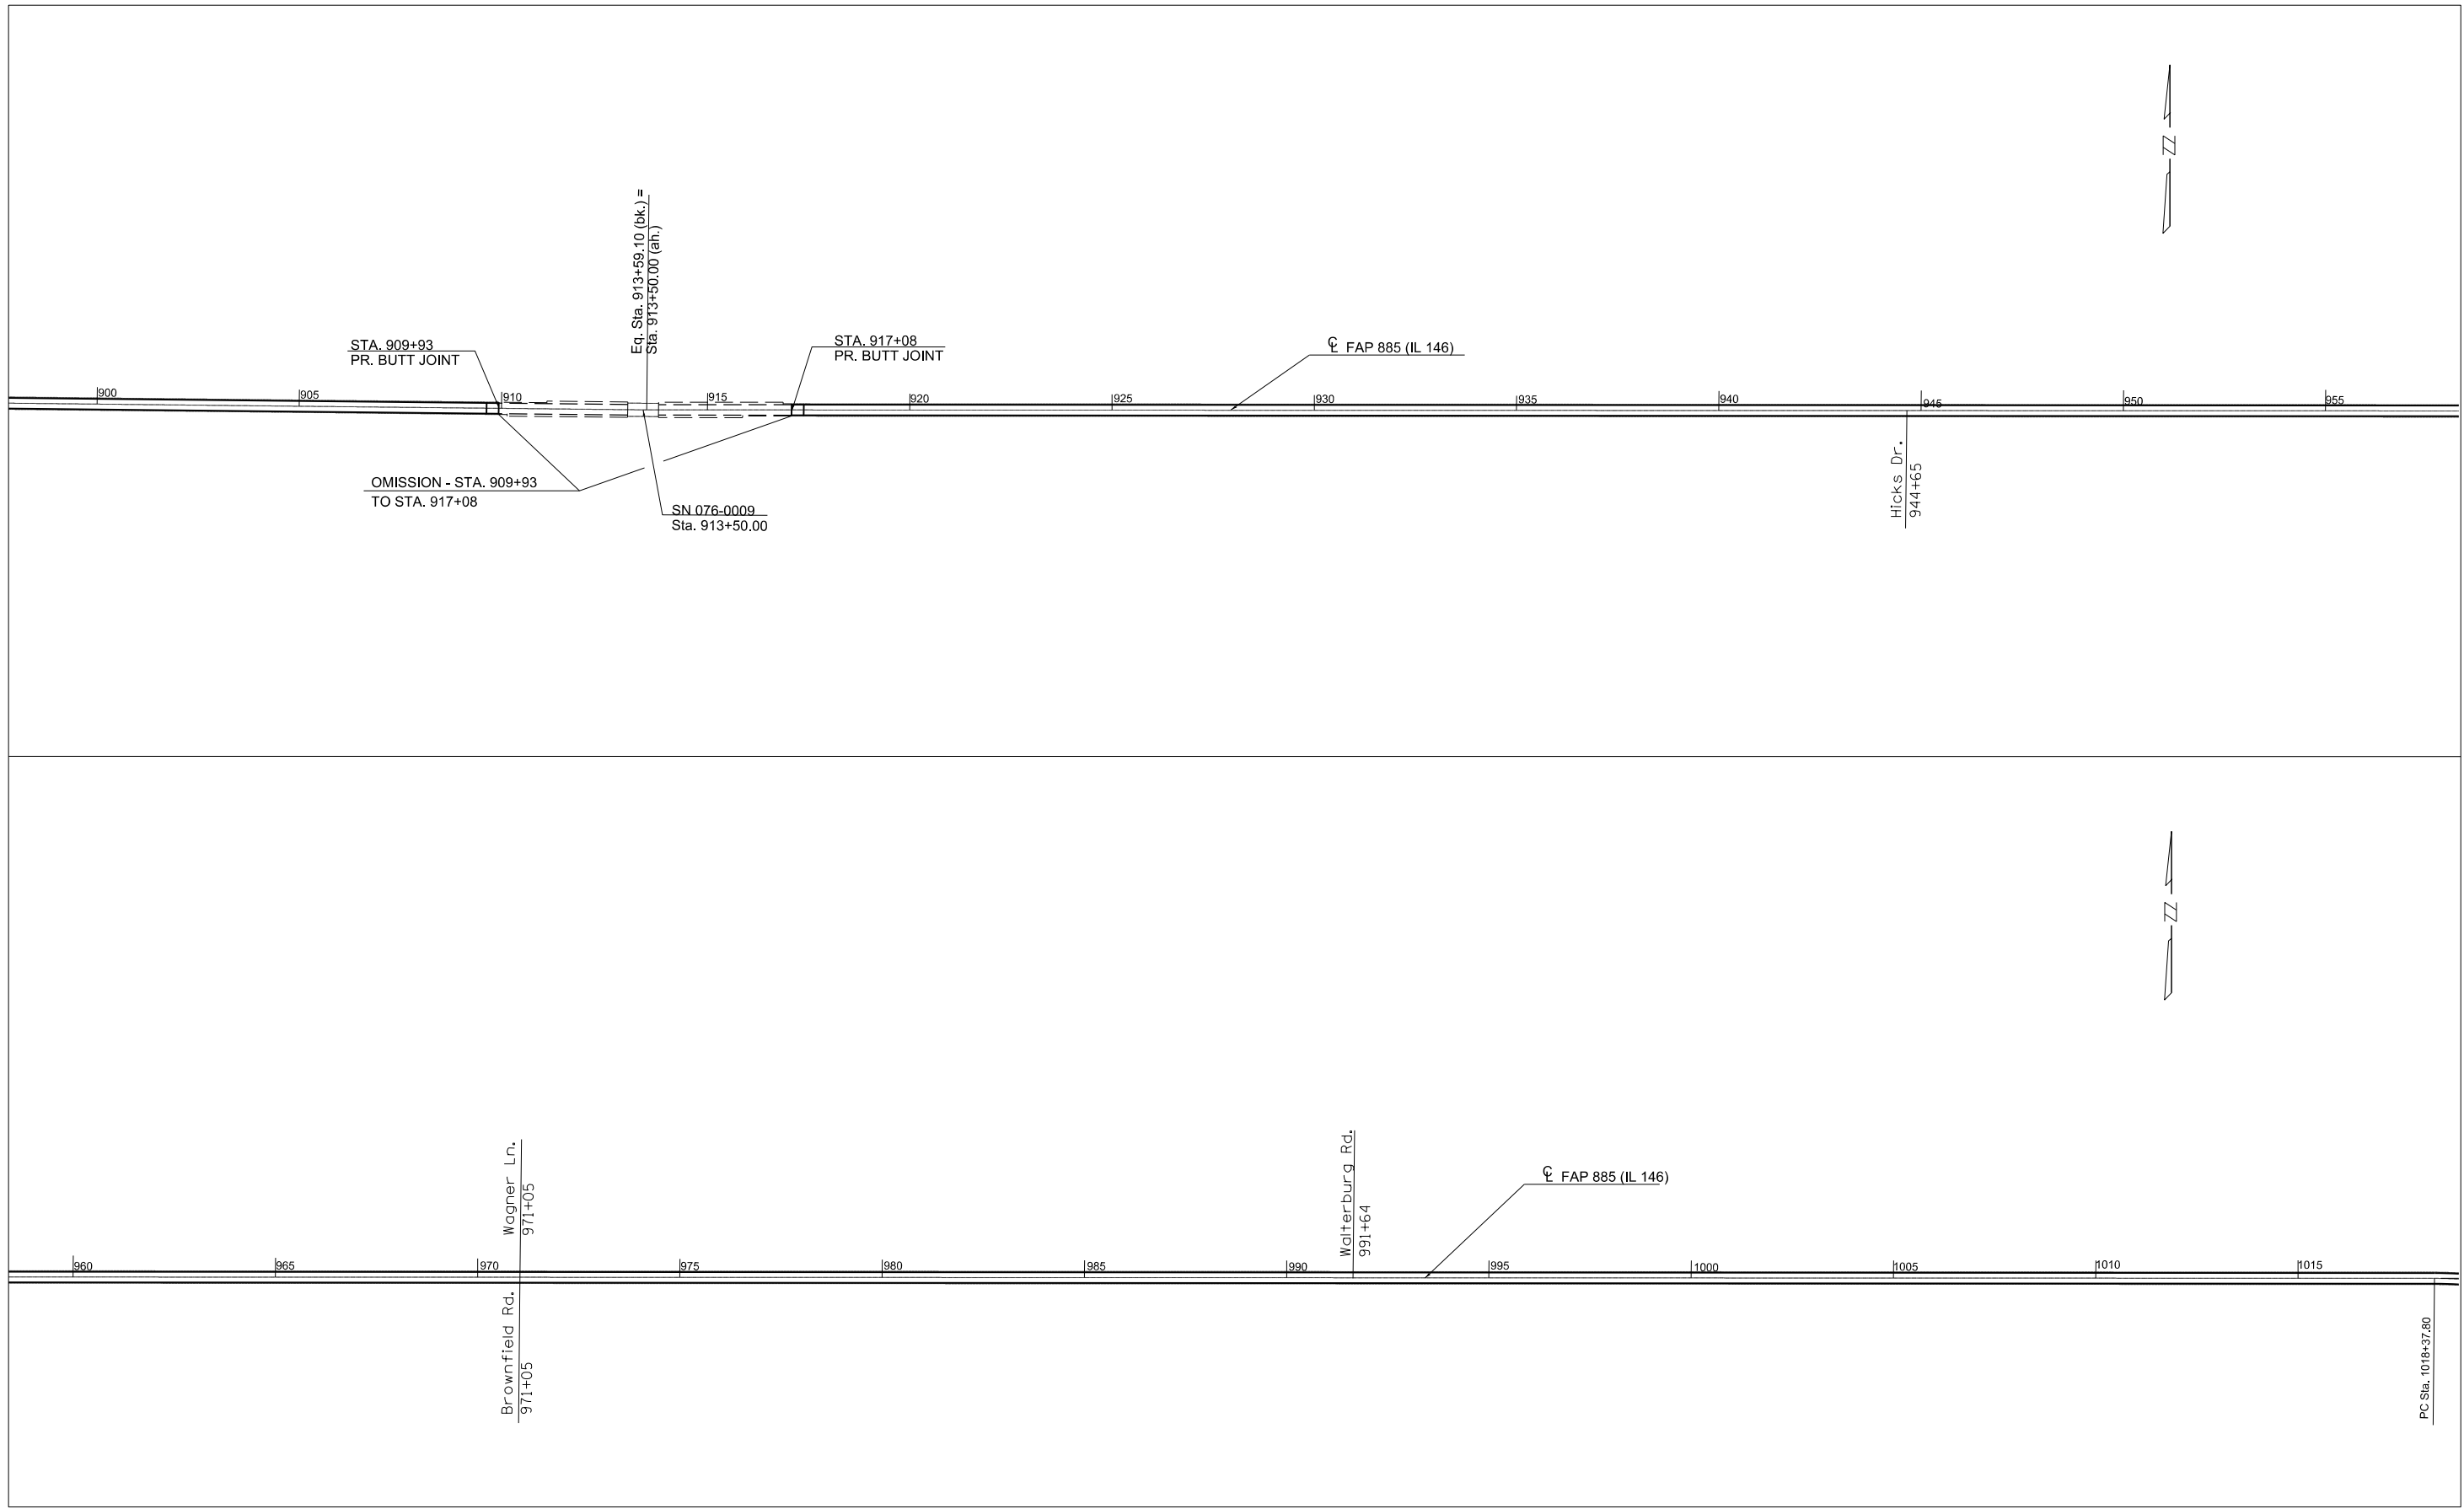 Eq. Sta. 913+59.10 (bk.) =
Sta. 913+50.00 (ah.)
STA. 909+93
PR. BUTT JOINT
STA. 917+08
PR. BUTT JOINT
℄ FAP 885 (IL 146)
900
905
910
915
920
925
930
935
940
945
950
955
OMISSION - STA. 909+93
TO STA. 917+08
SN 076-0009
Sta. 913+50.00
Hicks Dr.
944+65
N
N
Wagner Ln.
971+05
Walterburg Rd.
991+64
℄ FAP 885 (IL 146)
960
965
970
975
980
985
990
995
1000
1005
1010
1015
Brownfield Rd.
971+05
PC Sta. 1018+37.80